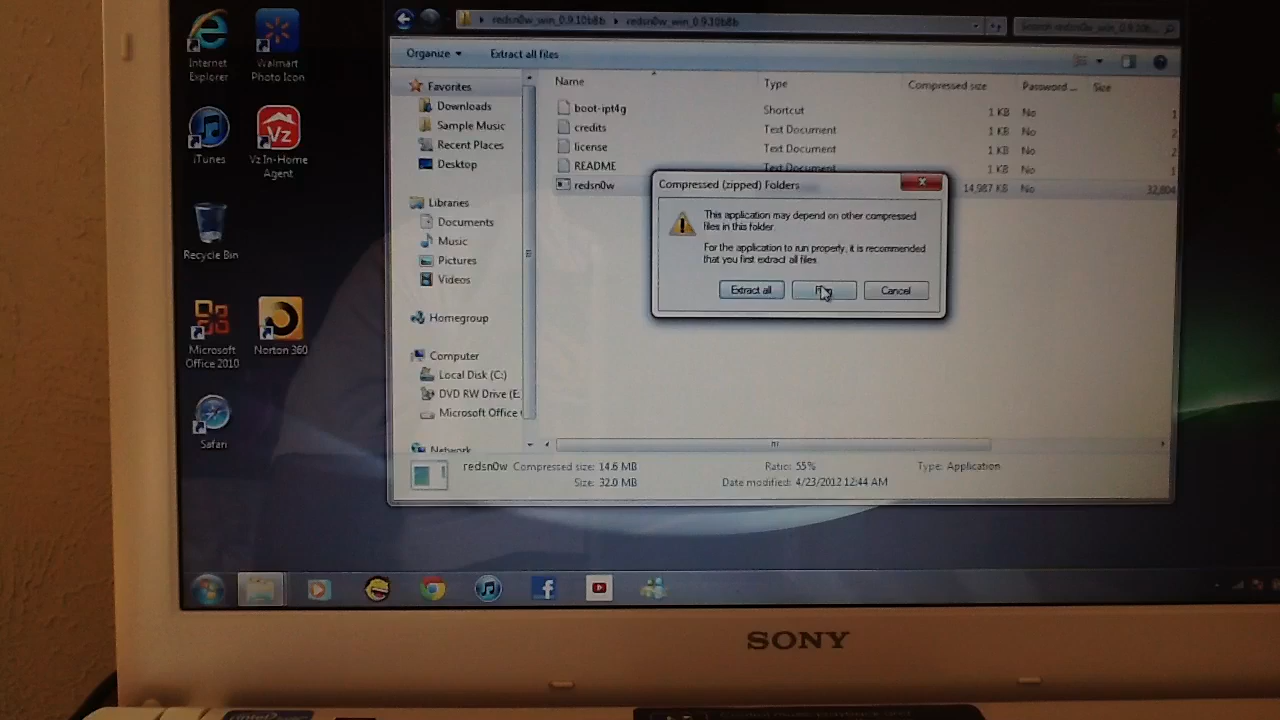 redsn0w_win_0.9.10b8b redsn0w_win_0.9.10b8b
Organize Extract all files
Internet Explorer
Walmart Photo Icon
iTunes
Vz In-Home Agent
Recycle Bin
Microsoft Office 2010
Norton 360
Safari
Favorites
Downloads
Sample Music
Recent Places
Desktop
Libraries
Documents
Music
Pictures
Videos
Homegroup
Computer
Local Disk (C:)
DVD RW Drive (E:
Microsoft Office
Network
Name Type Compressed size Password ... Size
boot-ipt4g Shortcut 1 KB No 1
credits Text Document 1 KB No 2
license Text Document 1 KB No 2
README Text Document 1 KB No 1
redsn0w 14,987 KB No 32,804
Compressed (zipped) Folders
This application may depend on other compressed
files in this folder.
For the application to run properly, it is recommended
that you first extract all files.
Extract all Cancel
redsn0w Compressed size: 14.6 MB Ratio: 55% Type: Application
Size: 32.0 MB Date modified: 4/23/2012 12:44 AM
SONY